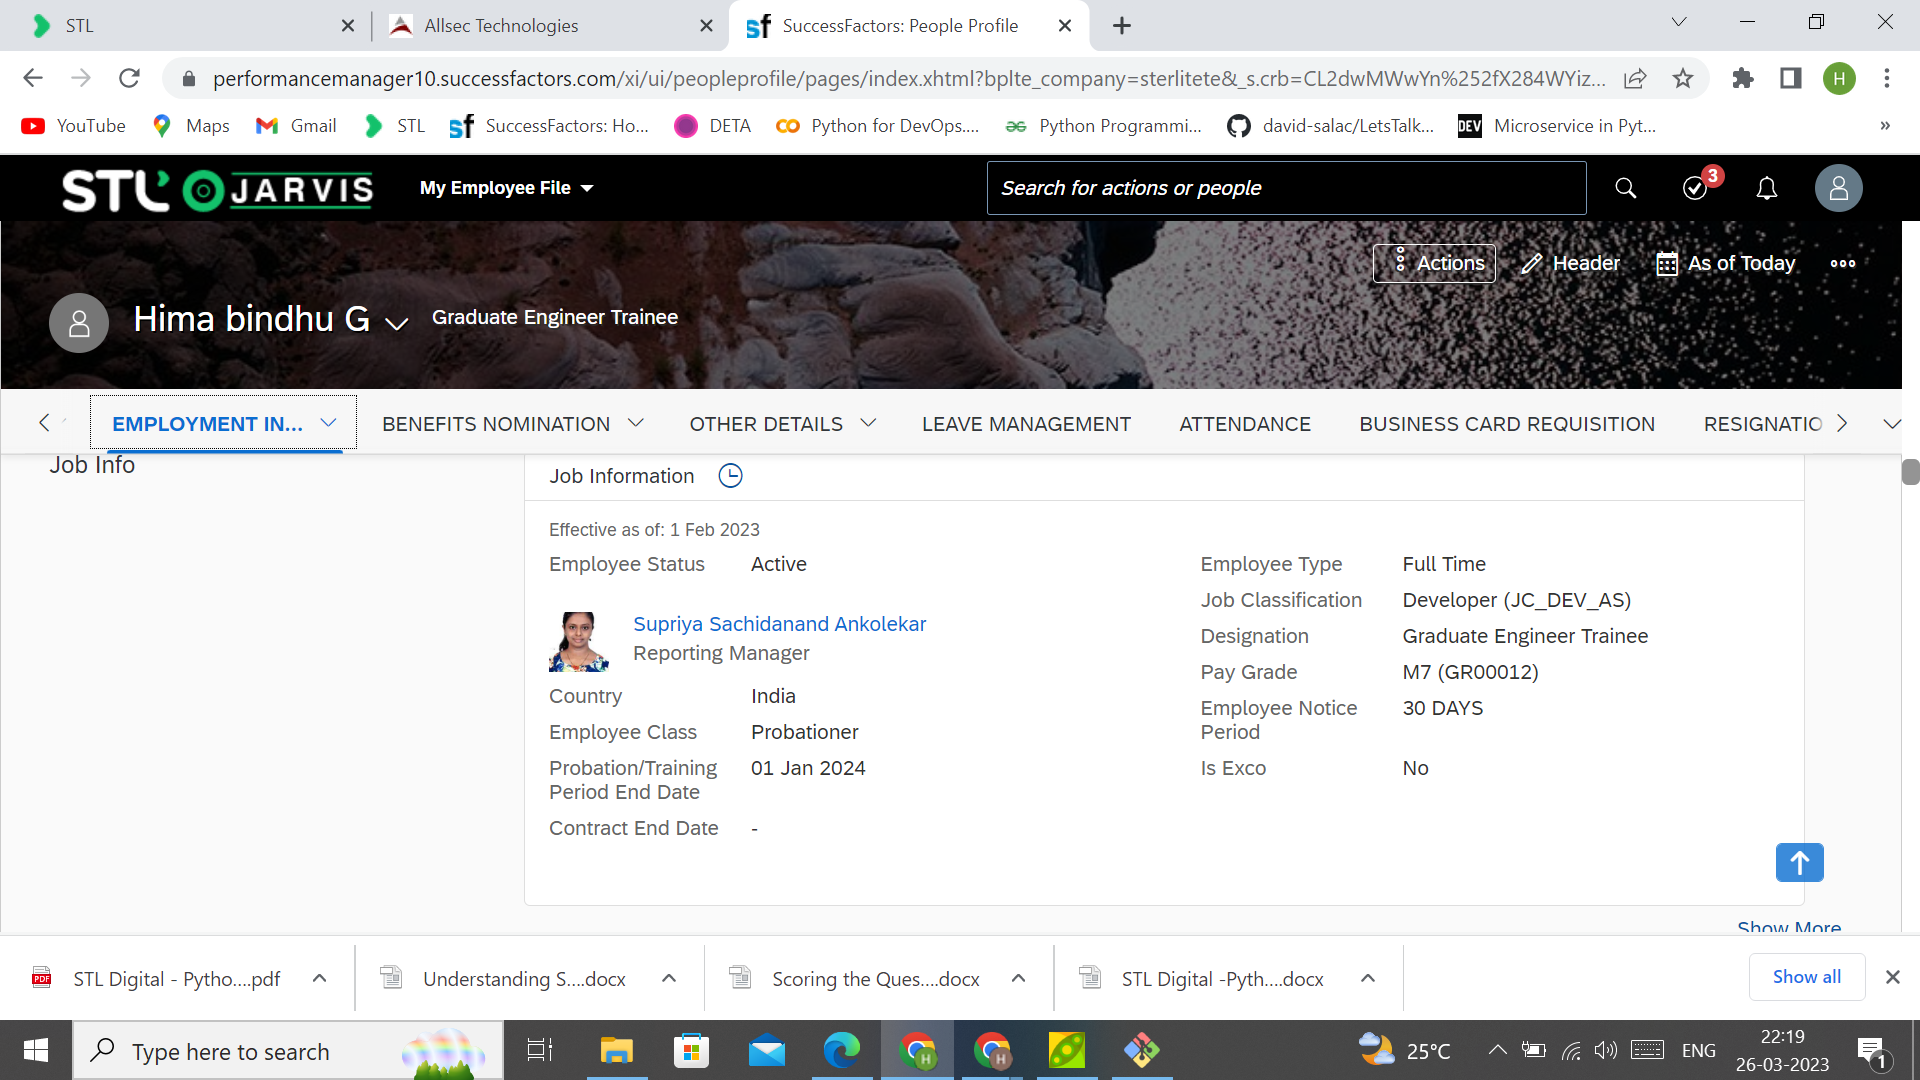 STL
Allsec Technologies
SuccessFactors: People Profile
performancemanager10.successfactors.com/xi/ui/peopleprofile/pages/index.xhtml?bplte_company=sterlitete&_s.crb=CL2dwMWwYn%252fX284WYiz...
H
YouTube
Maps
Gmail
STL
SuccessFactors: Ho...
DETA
Python for DevOps....
Python Programmi...
david-salac/LetsTalk...
DEV
Microservice in Pyt...
»
STL JARVIS
My Employee File
Search for actions or people
3
Actions
Header
As of Today
Hima bindhu G
Graduate Engineer Trainee
EMPLOYMENT IN...
BENEFITS NOMINATION
OTHER DETAILS
LEAVE MANAGEMENT
ATTENDANCE
BUSINESS CARD REQUISITION
RESIGNATIO
Job Info
Job Information
Effective as of: 1 Feb 2023
Employee Status Active
Supriya Sachidanand Ankolekar
Reporting Manager
Country India
Employee Class Probationer
Probation/Training
Period End Date
01 Jan 2024
Contract End Date -
Employee Type Full Time
Job Classification Developer (JC_DEV_AS)
Designation Graduate Engineer Trainee
Pay Grade M7 (GR00012)
Employee Notice
Period
30 DAYS
Is Exco No
Show More
STL Digital - Pytho....pdf
Understanding S....docx
Scoring the Ques....docx
STL Digital -Pyth....docx
Show all
Type here to search
25°C
ENG
22:19
26-03-2023
1